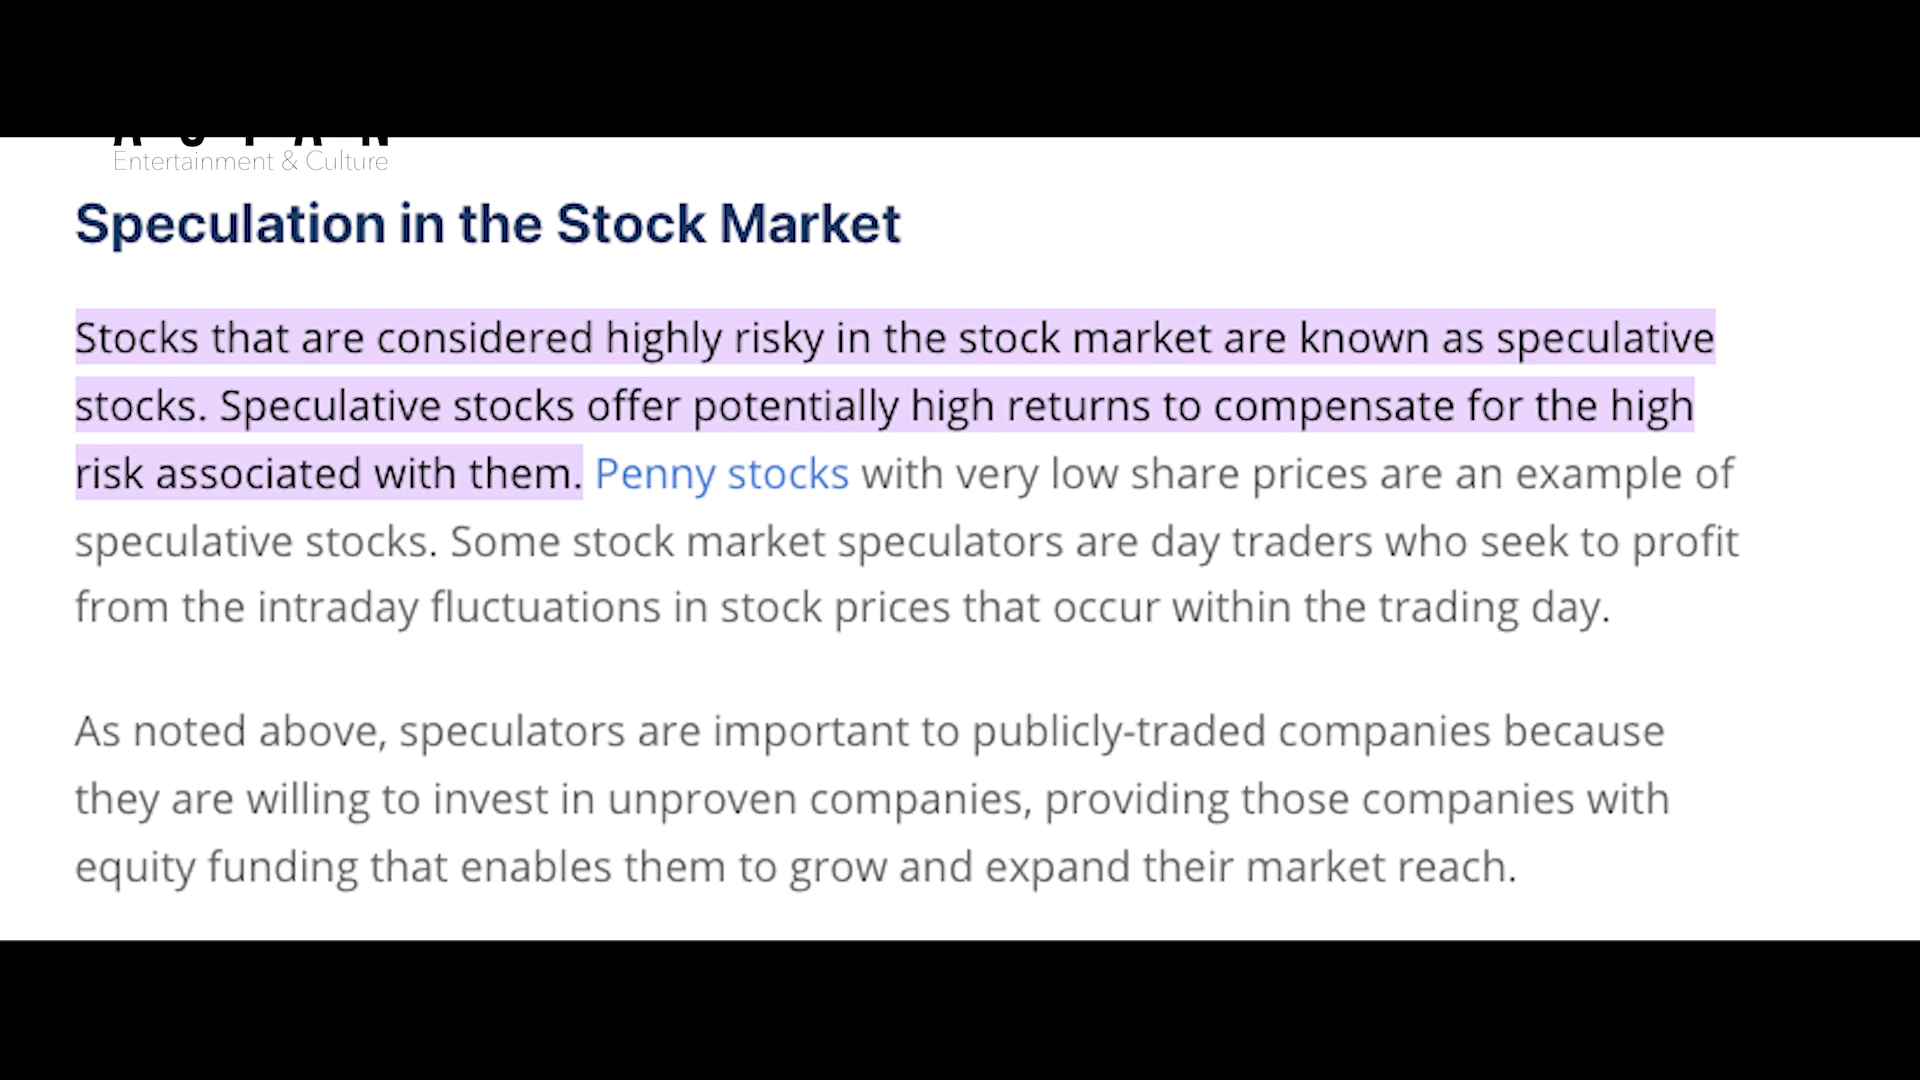 Entertainment & Culture
Speculation in the Stock Market
Stocks that are considered highly risky in the stock market are known as speculative
stocks. Speculative stocks offer potentially high returns to compensate for the high
risk associated with them. Penny stocks with very low share prices are an example of
speculative stocks. Some stock market speculators are day traders who seek to profit
from the intraday fluctuations in stock prices that occur within the trading day.
As noted above, speculators are important to publicly-traded companies because
they are willing to invest in unproven companies, providing those companies with
equity funding that enables them to grow and expand their market reach.